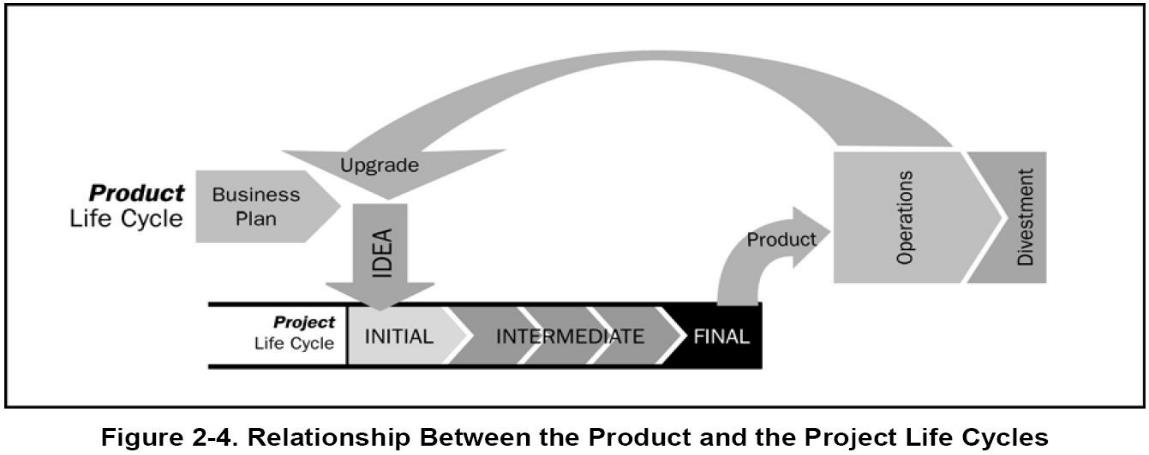 Upgrade
Product
Life Cycle
Business
Plan
IDEA
Product
Operations
Divestment
Project
Life Cycle
INITIAL
INTERMEDIATE
FINAL
Figure 2-4. Relationship Between the Product and the Project Life Cycles